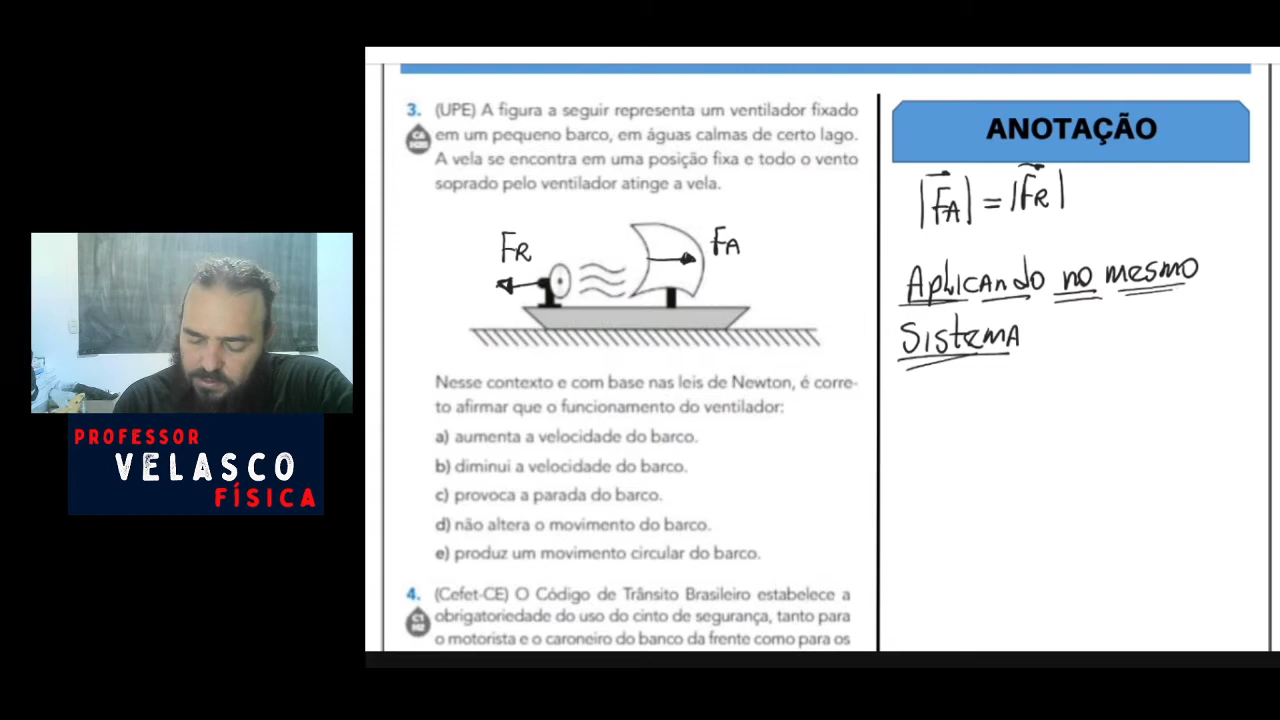 3. (UPE) A figura a seguir representa um ventilador fixado
em um pequeno barco, em águas calmas de certo lago.
A vela se encontra em uma posição fixa e todo o vento
soprado pelo ventilador atinge a vela.
FR
FA
Nesse contexto e com base nas leis de Newton, é corre-
to afirmar que o funcionamento do ventilador:
a) aumenta a velocidade do barco.
b) diminui a velocidade do barco.
c) provoca a parada do barco.
d) não altera o movimento do barco.
e) produz um movimento circular do barco.
4. (Cefet-CE) O Código de Trânsito Brasileiro estabelece a
obrigatoriedade do uso do cinto de segurança, tanto para
o motorista e o caroneiro do banco da frente como para os
ANOTAÇÃO
|FA| = |FR|
Aplicando no mesmo
Sistema
PROFESSOR
VELASCO
FÍSICA